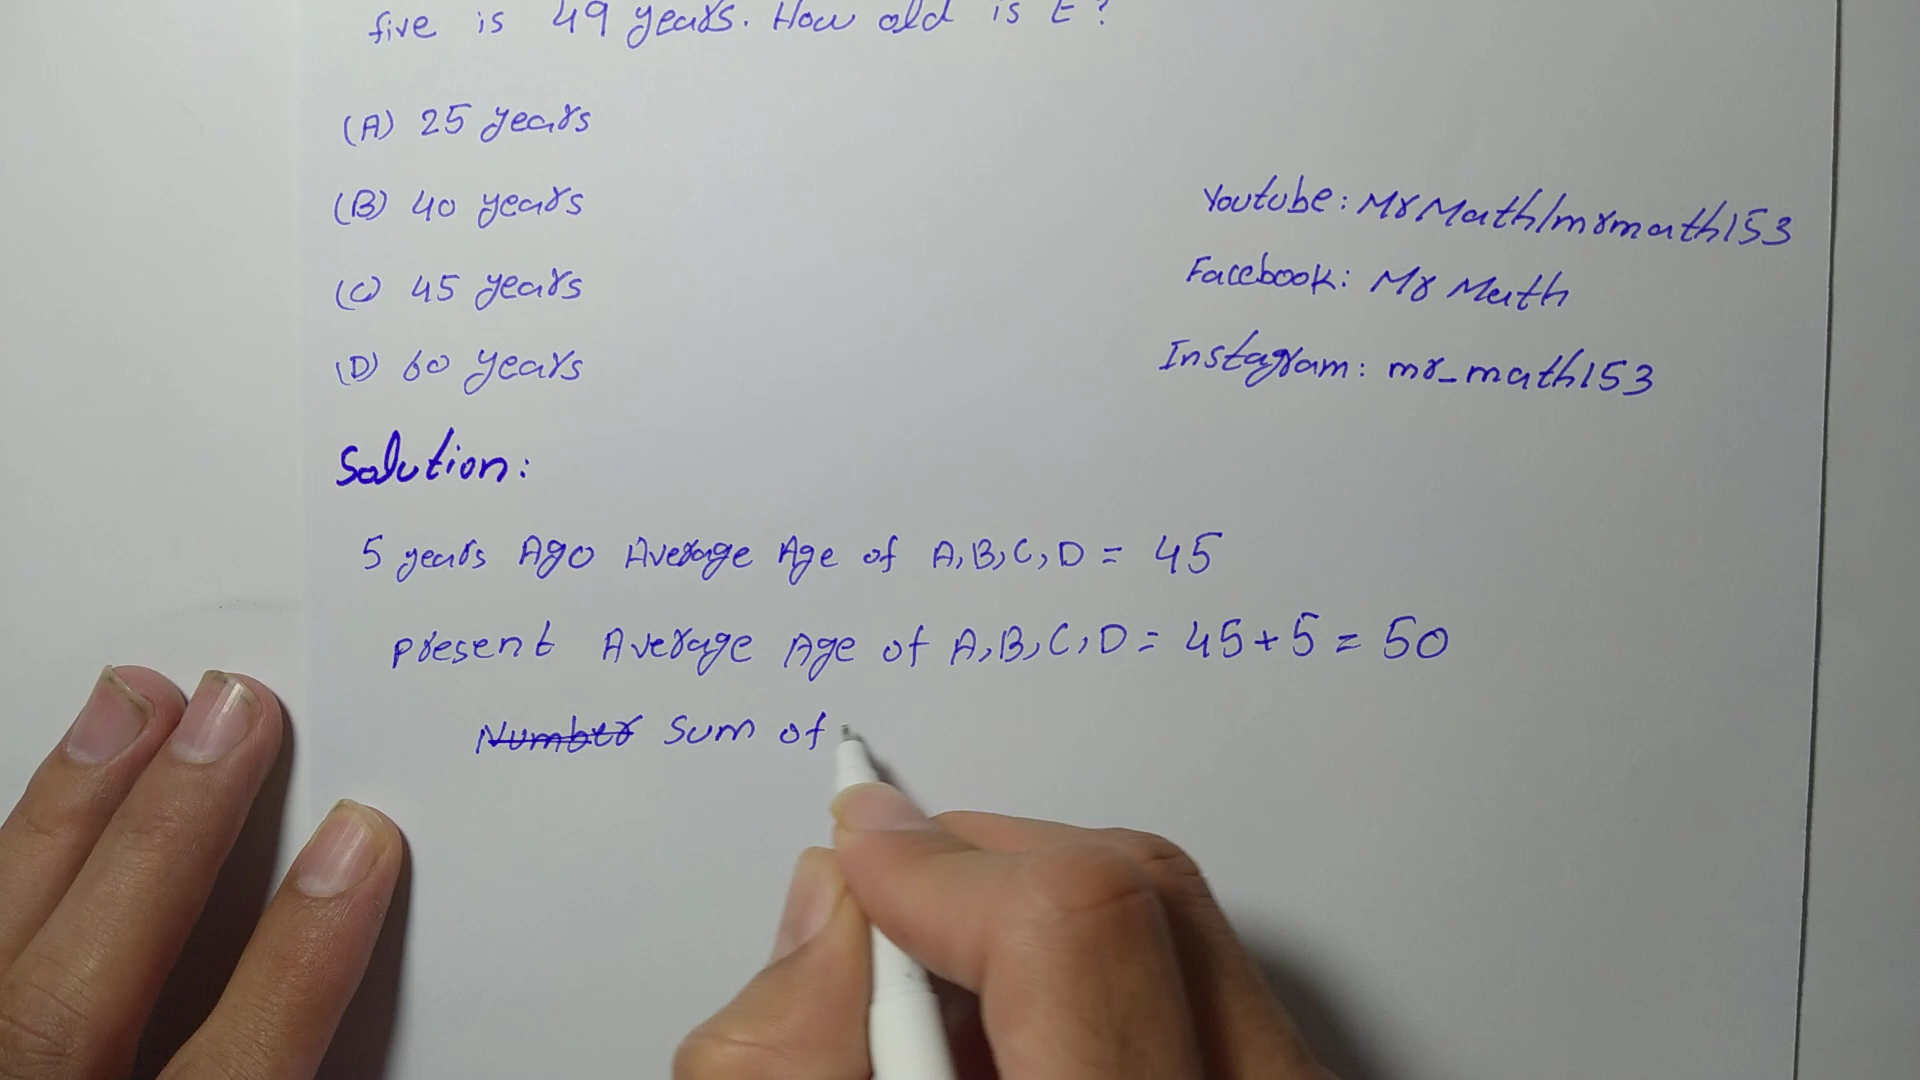 five is 49 years. How old is E?
(A) 25 years
(B) 40 years
(C) 45 years
(D) 60 years
Youtube: Mr Math/mrmath153
Facebook: Mr Math
Instagram: mr_math153
Solution:
5 years Ago Average Age of A,B,C,D = 45
Present Average Age of A,B,C,D = 45+5 = 50
Number Sum of